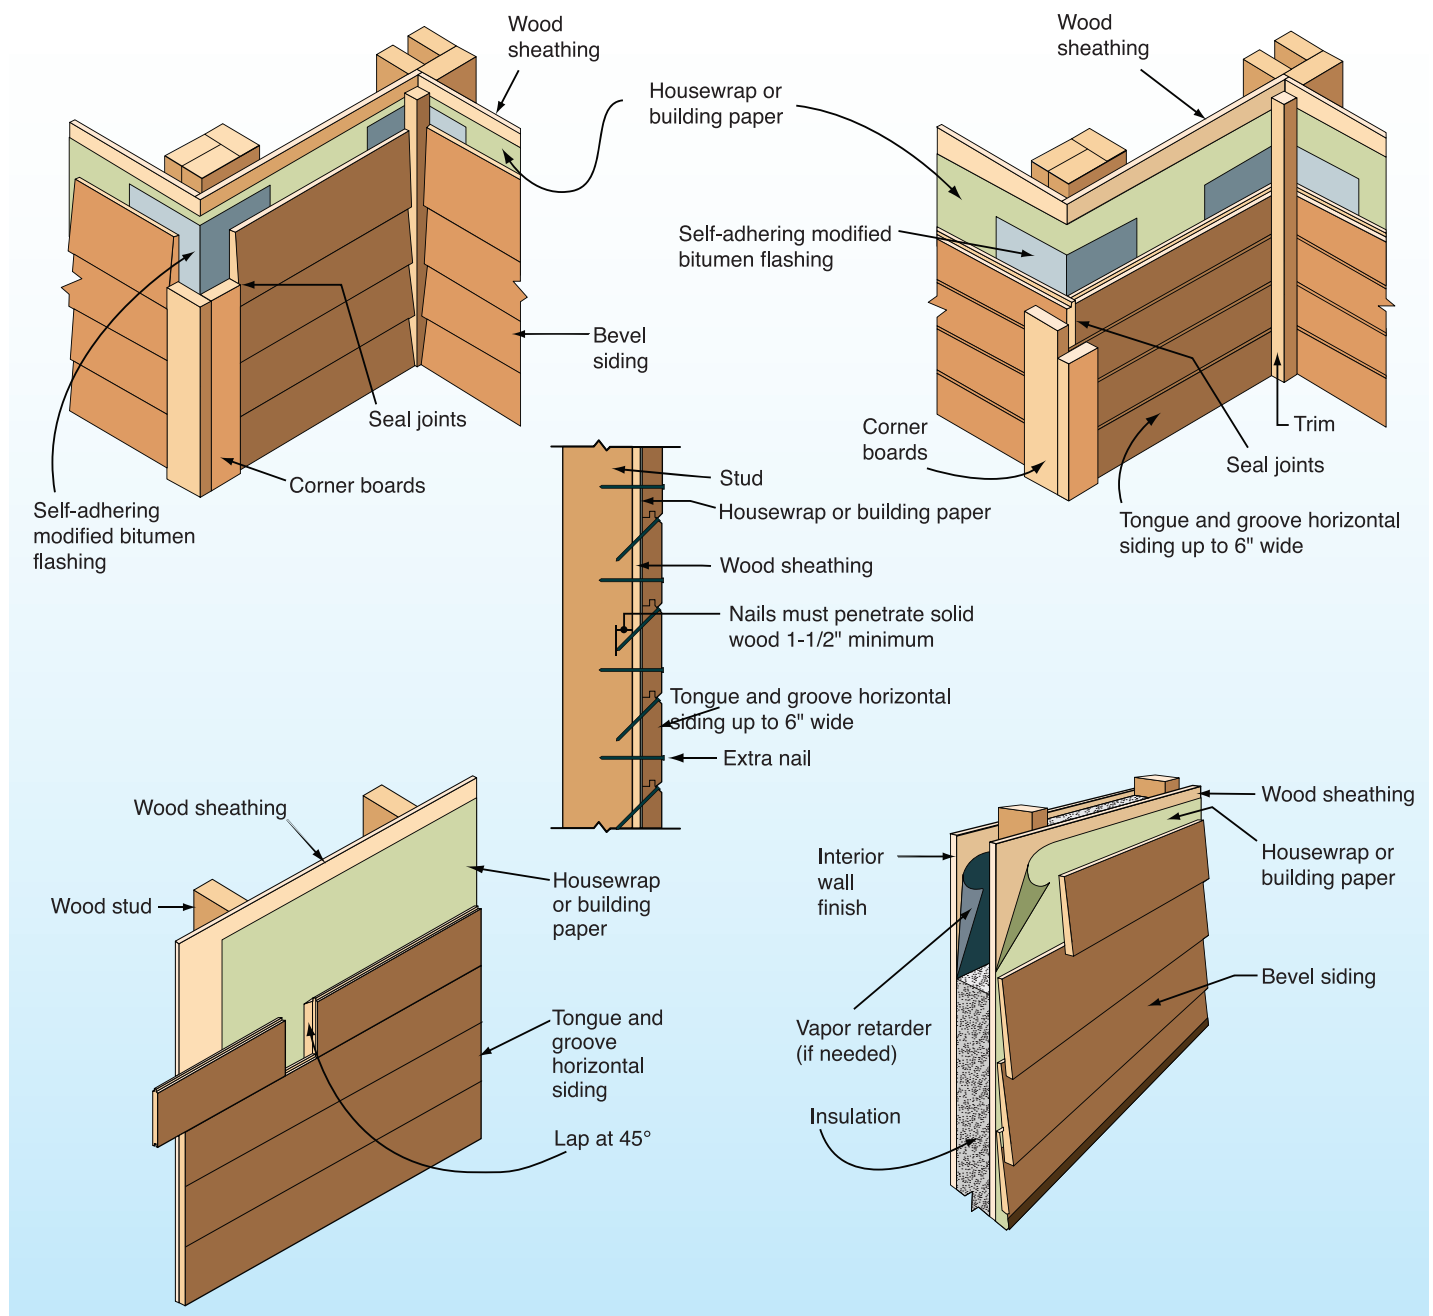 Wood
sheathing
Housewrap or
building paper
Bevel
siding
Seal joints
Corner boards
Self-adhering
modified bitumen
flashing
Wood
sheathing
Self-adhering modified
bitumen flashing
Corner
boards
Trim
Seal joints
Tongue and groove horizontal
siding up to 6" wide
Stud
Housewrap or building paper
Wood sheathing
Nails must penetrate solid
wood 1-1/2" minimum
Tongue and groove horizontal
siding up to 6" wide
Extra nail
Wood sheathing
Wood stud
Housewrap
or building
paper
Tongue and
groove
horizontal
siding
Lap at 45°
Wood sheathing
Interior
wall
finish
Housewrap or
building paper
Bevel siding
Vapor retarder
(if needed)
Insulation